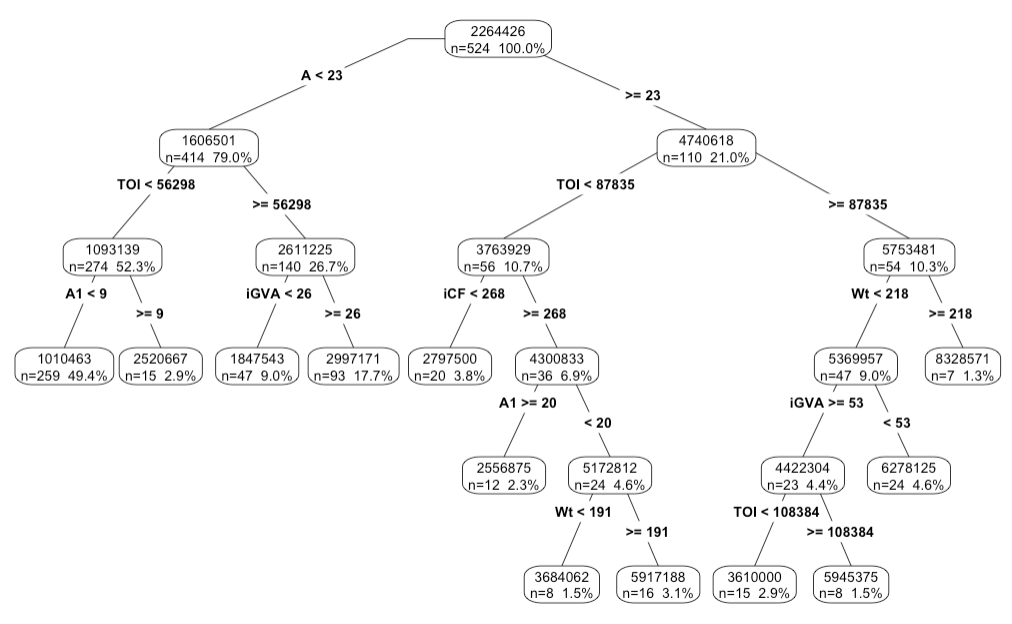 2264426
n=524 100.0%
A < 23
>= 23
1606501
n=414 79.0%
4740618
n=110 21.0%
TOI < 56298
>= 56298
TOI < 87835
>= 87835
1093139
n=274 52.3%
2611225
n=140 26.7%
3763929
n=56 10.7%
5753481
n=54 10.3%
A1 < 9
>= 9
iGVA < 26
>= 26
iCF < 268
>= 268
Wt < 218
>= 218
1010463
n=259 49.4%
2520667
n=15 2.9%
1847543
n=47 9.0%
2997171
n=93 17.7%
2797500
n=20 3.8%
4300833
n=36 6.9%
5369957
n=47 9.0%
8328571
n=7 1.3%
A1 >= 20
< 20
iGVA >= 53
< 53
2556875
n=12 2.3%
5172812
n=24 4.6%
4422304
n=23 4.4%
6278125
n=24 4.6%
Wt < 191
>= 191
TOI < 108384
>= 108384
3684062
n=8 1.5%
5917188
n=16 3.1%
3610000
n=15 2.9%
5945375
n=8 1.5%